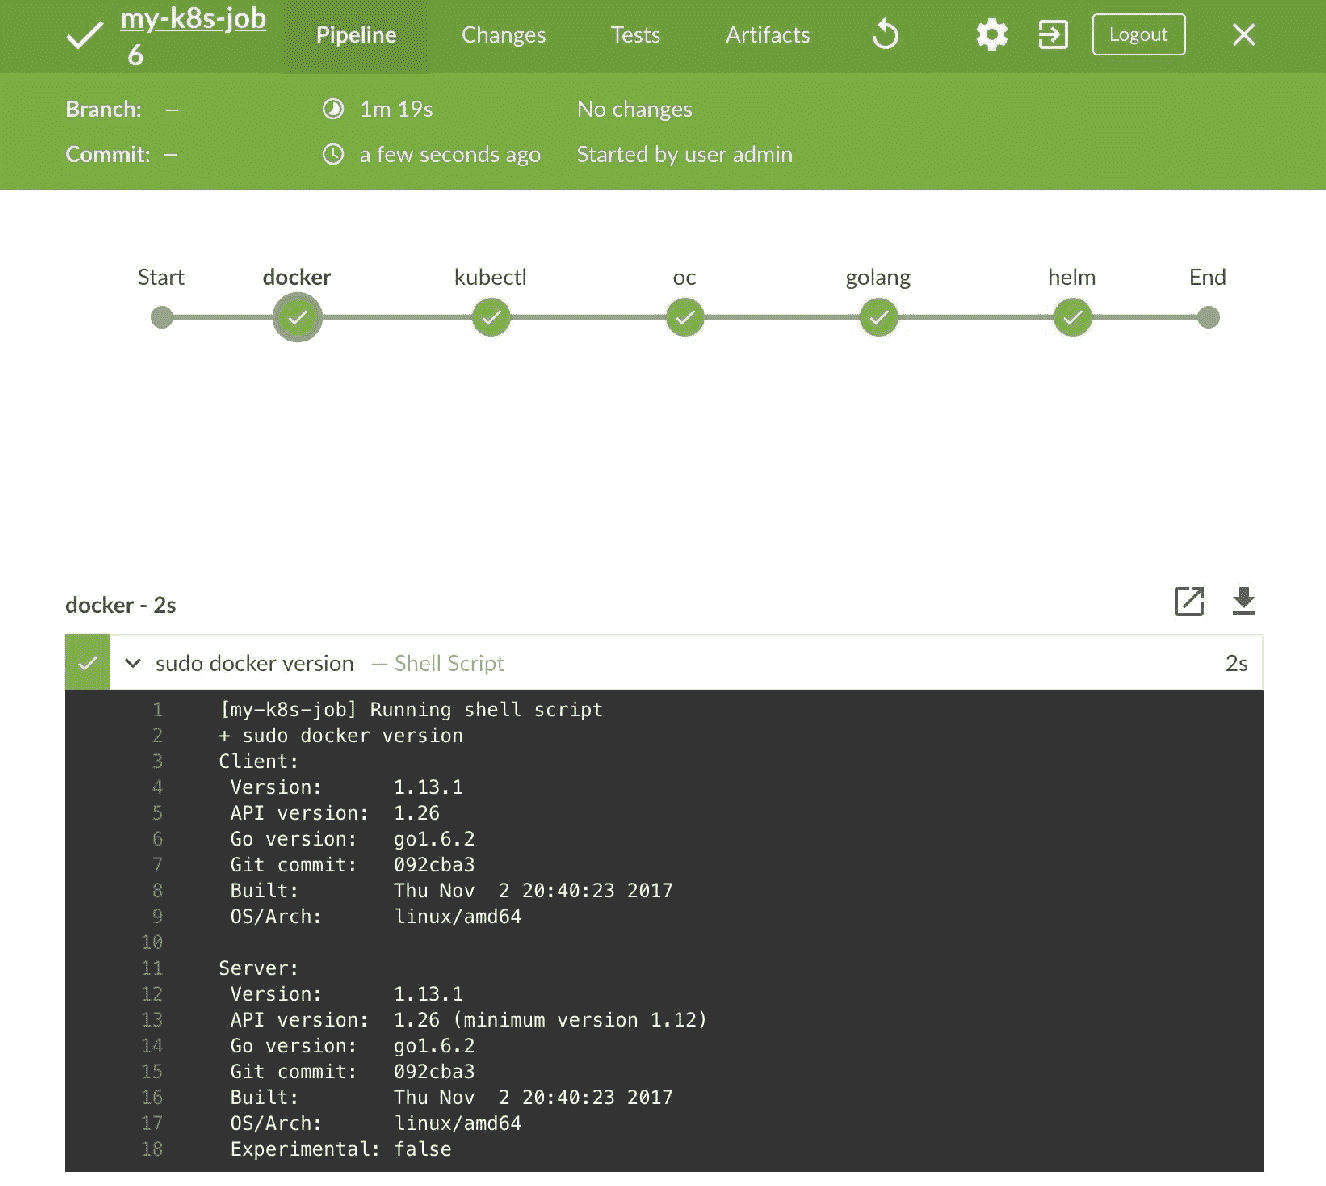 my-k8s-job
6
Pipeline Changes Tests Artifacts Logout
Branch: — 1m 19s No changes
Commit: — a few seconds ago Started by user admin
Start docker kubectl oc golang helm End
docker - 2s
sudo docker version — Shell Script 2s
1 [my-k8s-job] Running shell script
2 + sudo docker version
3 Client:
4 Version: 1.13.1
5 API version: 1.26
6 Go version: go1.6.2
7 Git commit: 092cba3
8 Built: Thu Nov  2 20:40:23 2017
9 OS/Arch: linux/amd64
10
11 Server:
12 Version: 1.13.1
13 API version: 1.26 (minimum version 1.12)
14 Go version: go1.6.2
15 Git commit: 092cba3
16 Built: Thu Nov  2 20:40:23 2017
17 OS/Arch: linux/amd64
18 Experimental: false